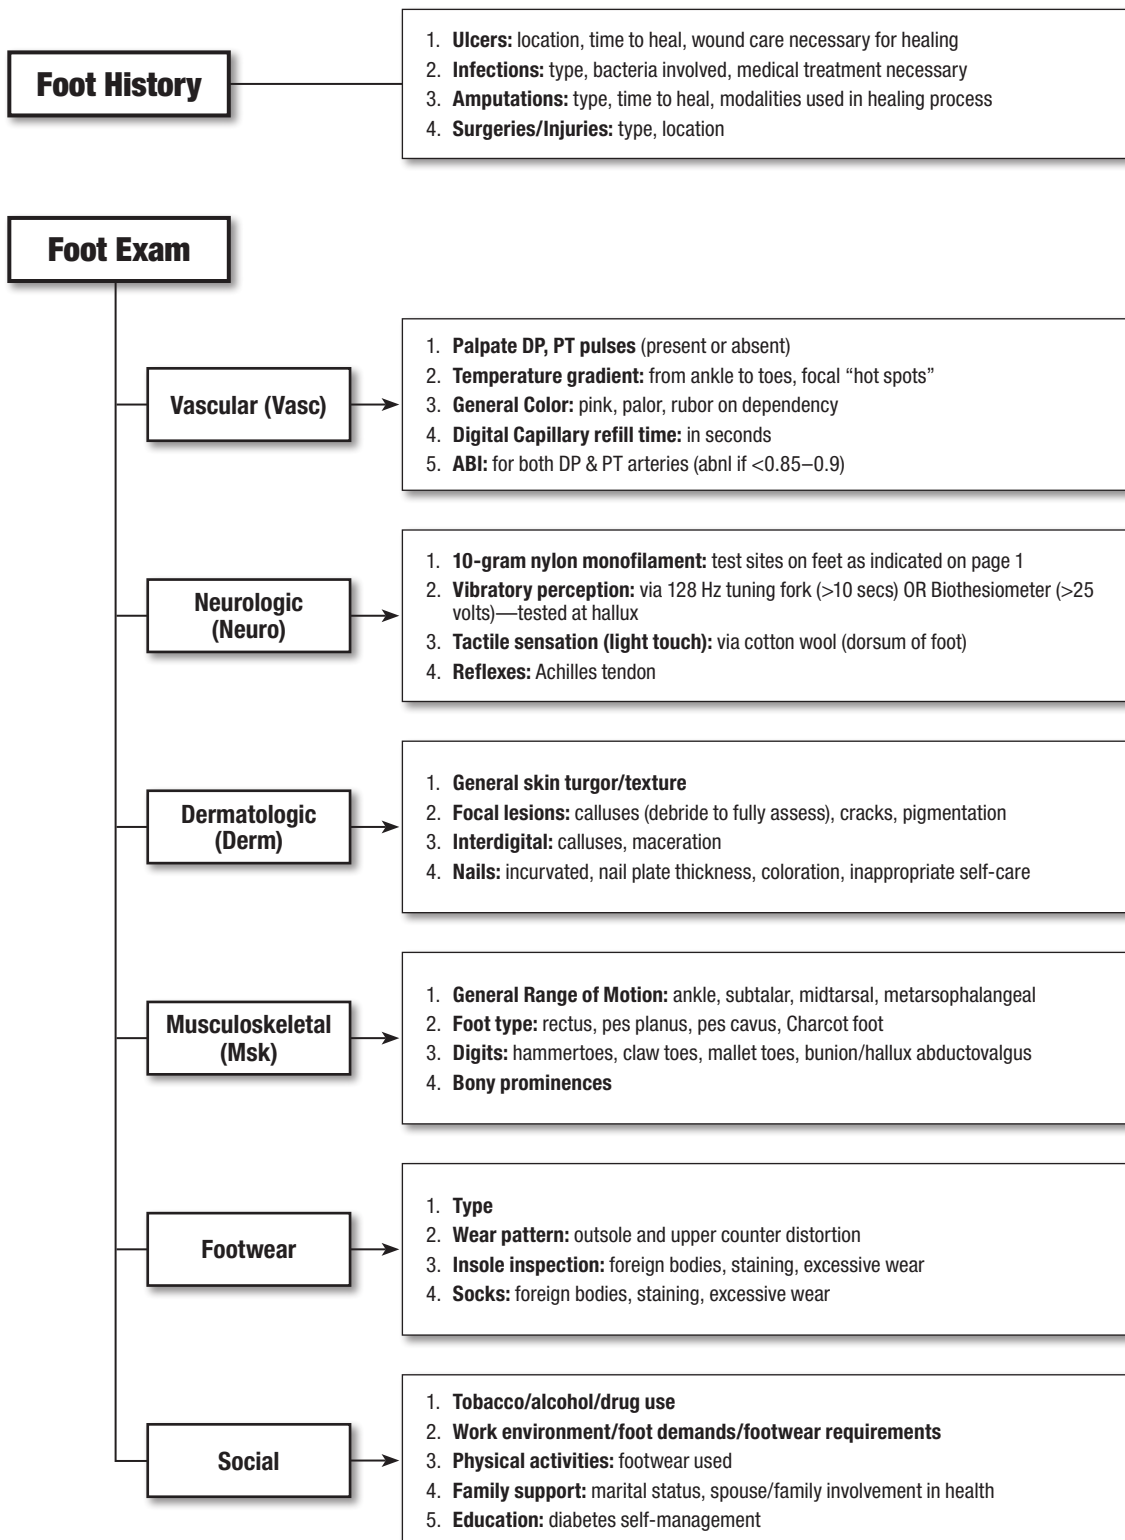 Foot History
1. Ulcers: location, time to heal, wound care necessary for healing
2. Infections: type, bacteria involved, medical treatment necessary
3. Amputations: type, time to heal, modalities used in healing process
4. Surgeries/Injuries: type, location
Foot Exam
Vascular (Vasc)
1. Palpate DP, PT pulses (present or absent)
2. Temperature gradient: from ankle to toes, focal “hot spots”
3. General Color: pink, palor, rubor on dependency
4. Digital Capillary refill time: in seconds
5. ABI: for both DP & PT arteries (abnl if <0.85–0.9)
Neurologic
(Neuro)
1. 10-gram nylon monofilament: test sites on feet as indicated on page 1
2. Vibratory perception: via 128 Hz tuning fork (>10 secs) OR Biothesiometer (>25
volts)—tested at hallux
3. Tactile sensation (light touch): via cotton wool (dorsum of foot)
4. Reflexes: Achilles tendon
Dermatologic
(Derm)
1. General skin turgor/texture
2. Focal lesions: calluses (debride to fully assess), cracks, pigmentation
3. Interdigital: calluses, maceration
4. Nails: incurvated, nail plate thickness, coloration, inappropriate self-care
Musculoskeletal
(Msk)
1. General Range of Motion: ankle, subtalar, midtarsal, metarsophalangeal
2. Foot type: rectus, pes planus, pes cavus, Charcot foot
3. Digits: hammertoes, claw toes, mallet toes, bunion/hallux abductovalgus
4. Bony prominences
Footwear
1. Type
2. Wear pattern: outsole and upper counter distortion
3. Insole inspection: foreign bodies, staining, excessive wear
4. Socks: foreign bodies, staining, excessive wear
Social
1. Tobacco/alcohol/drug use
2. Work environment/foot demands/footwear requirements
3. Physical activities: footwear used
4. Family support: marital status, spouse/family involvement in health
5. Education: diabetes self-management